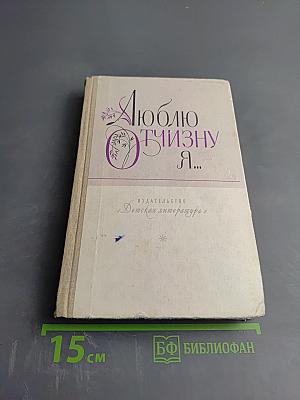 Люблю
Отчизну
я...
ИЗДАТЕЛЬСТВО
«Детская литература»
15 см
БФ БИБЛИОФАН